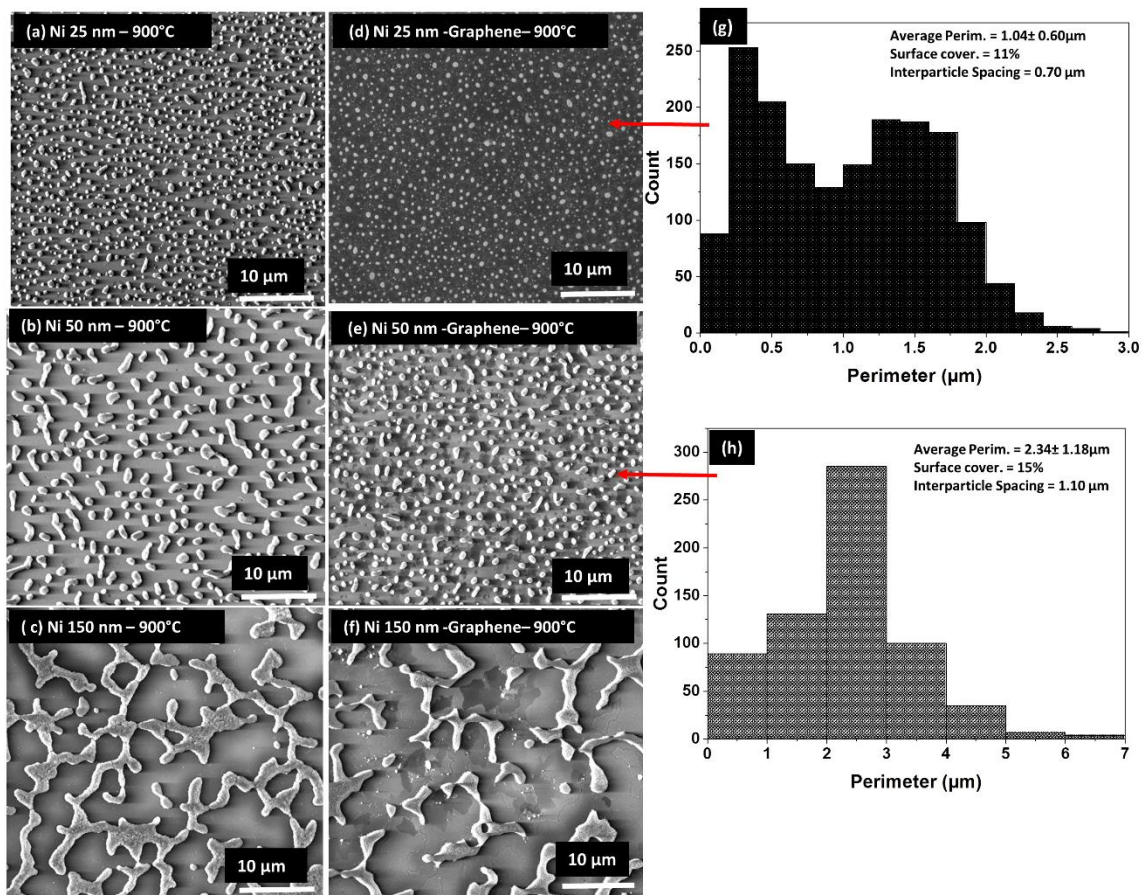 (a) Ni 25 nm – 900°C
10 µm
(b) Ni 50 nm – 900°C
10 µm
( c) Ni 150 nm – 900°C
10 µm
(d) Ni 25 nm -Graphene– 900°C
10 µm
(e) Ni 50 nm -Graphene– 900°C
10 µm
(f) Ni 150 nm -Graphene– 900°C
10 µm
(g)
Average Perim. = 1.04± 0.60µm
Surface cover. = 11%
Interparticle Spacing = 0.70 µm
Count
250
200
150
100
50
0
0.0 0.5 1.0 1.5 2.0 2.5 3.0
Perimeter (µm)
(h)
Average Perim. = 2.34± 1.18µm
Surface cover. = 15%
Interparticle Spacing = 1.10 µm
Count
300
250
200
150
100
50
0
0 1 2 3 4 5 6 7
Perimeter (µm)